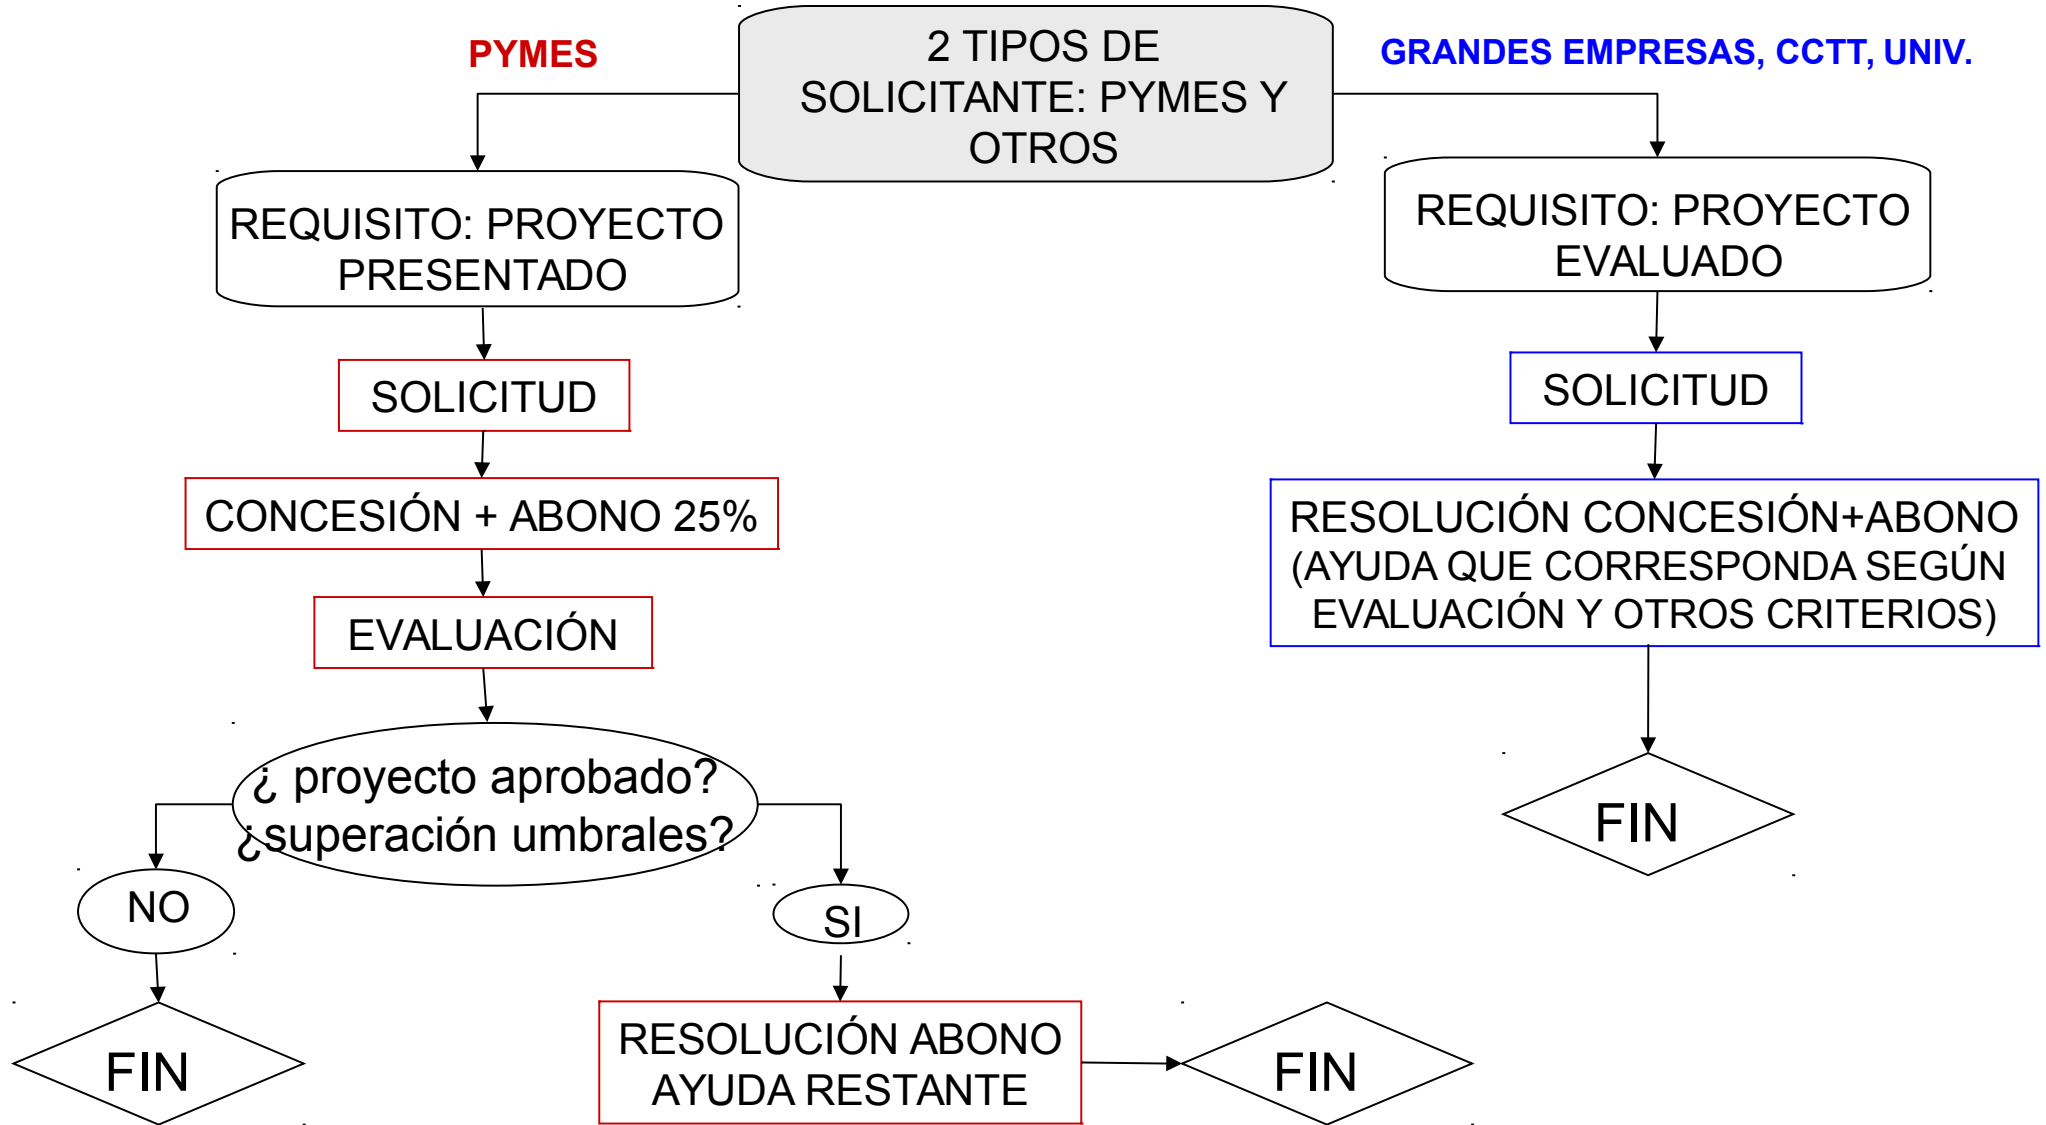 PYMES
2 TIPOS DE
SOLICITANTE: PYMES Y
OTROS
GRANDES EMPRESAS, CCTT, UNIV.
REQUISITO: PROYECTO
PRESENTADO
REQUISITO: PROYECTO
EVALUADO
SOLICITUD
SOLICITUD
CONCESIÓN + ABONO 25%
RESOLUCIÓN CONCESIÓN+ABONO
(AYUDA QUE CORRESPONDA SEGÚN
EVALUACIÓN Y OTROS CRITERIOS)
EVALUACIÓN
¿ proyecto aprobado?
¿superación umbrales?
FIN
NO
SI
FIN
RESOLUCIÓN ABONO
AYUDA RESTANTE
FIN